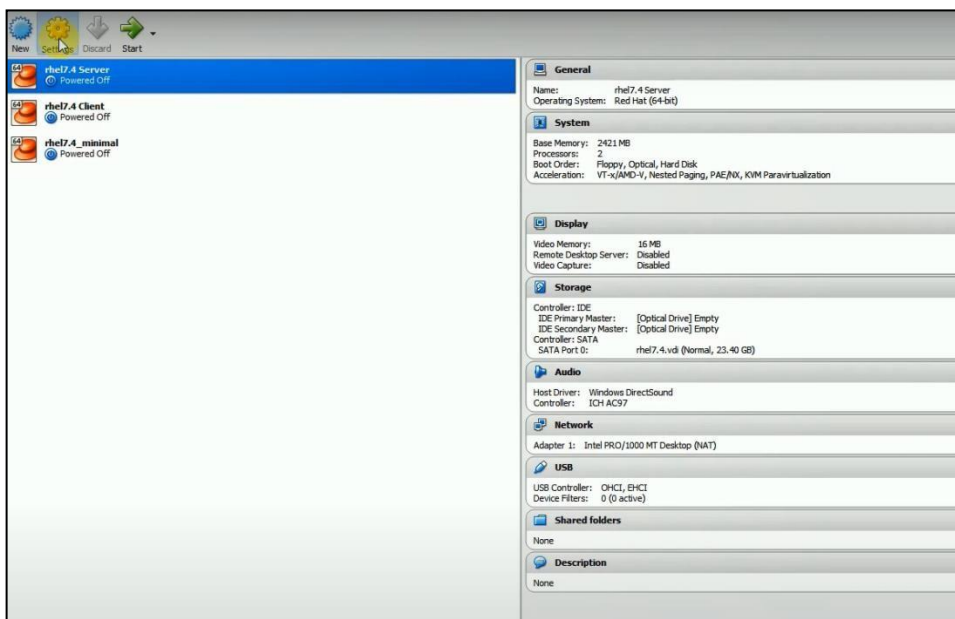 New Settings Discard Start
64 rhel7.4 Server
Powered Off
64 rhel7.4 Client
Powered Off
64 rhel7.4_minimal
Powered Off
General
Name: rhel7.4 Server
Operating System: Red Hat (64-bit)
System
Base Memory: 2421 MB
Processors: 2
Boot Order: Floppy, Optical, Hard Disk
Acceleration: VT-x/AMD-V, Nested Paging, PAE/NX, KVM Paravirtualization
Display
Video Memory: 16 MB
Remote Desktop Server: Disabled
Video Capture: Disabled
Storage
Controller: IDE
IDE Primary Master: [Optical Drive] Empty
IDE Secondary Master: [Optical Drive] Empty
Controller: SATA
SATA Port 0: rhel7.4.vdi (Normal, 23.40 GB)
Audio
Host Driver: Windows DirectSound
Controller: ICH AC97
Network
Adapter 1: Intel PRO/1000 MT Desktop (NAT)
USB
USB Controller: OHCI, EHCI
Device Filters: 0 (0 active)
Shared folders
None
Description
None